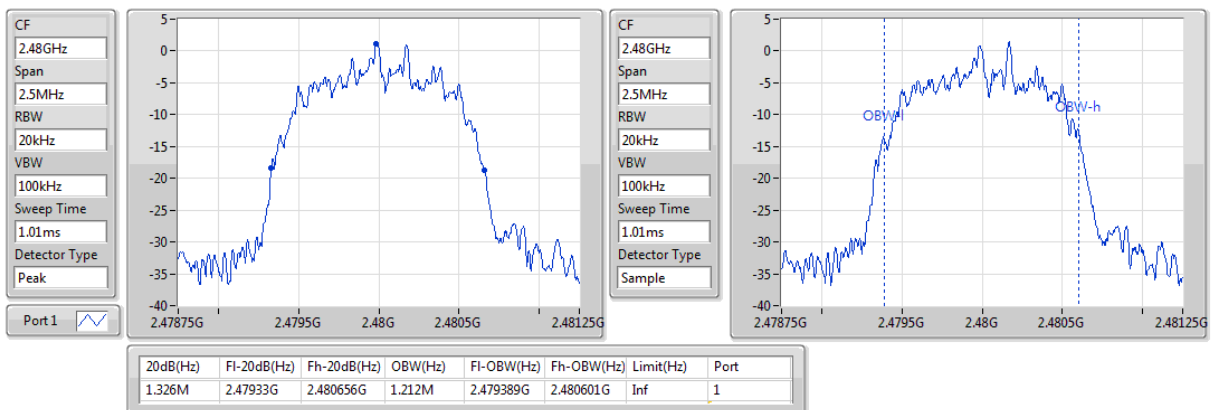 CF
2.48GHz
Span
2.5MHz
RBW
20kHz
VBW
100kHz
Sweep Time
1.01ms
Detector Type
Peak
Port 1
5
0
-5
-10
-15
-20
-25
-30
-35
-40
2.47875G 2.4795G 2.48G 2.4805G 2.48125G
CF
2.48GHz
Span
2.5MHz
RBW
20kHz
VBW
100kHz
Sweep Time
1.01ms
Detector Type
Sample
5
0
-5
-10
-15
-20
-25
-30
-35
-40
OBW-l
OBW-h
2.47875G 2.4795G 2.48G 2.4805G 2.48125G
20dB(Hz) Fl-20dB(Hz) Fh-20dB(Hz) OBW(Hz) Fl-OBW(Hz) Fh-OBW(Hz) Limit(Hz) Port
1.326M 2.47933G 2.480656G 1.212M 2.479389G 2.480601G Inf 1